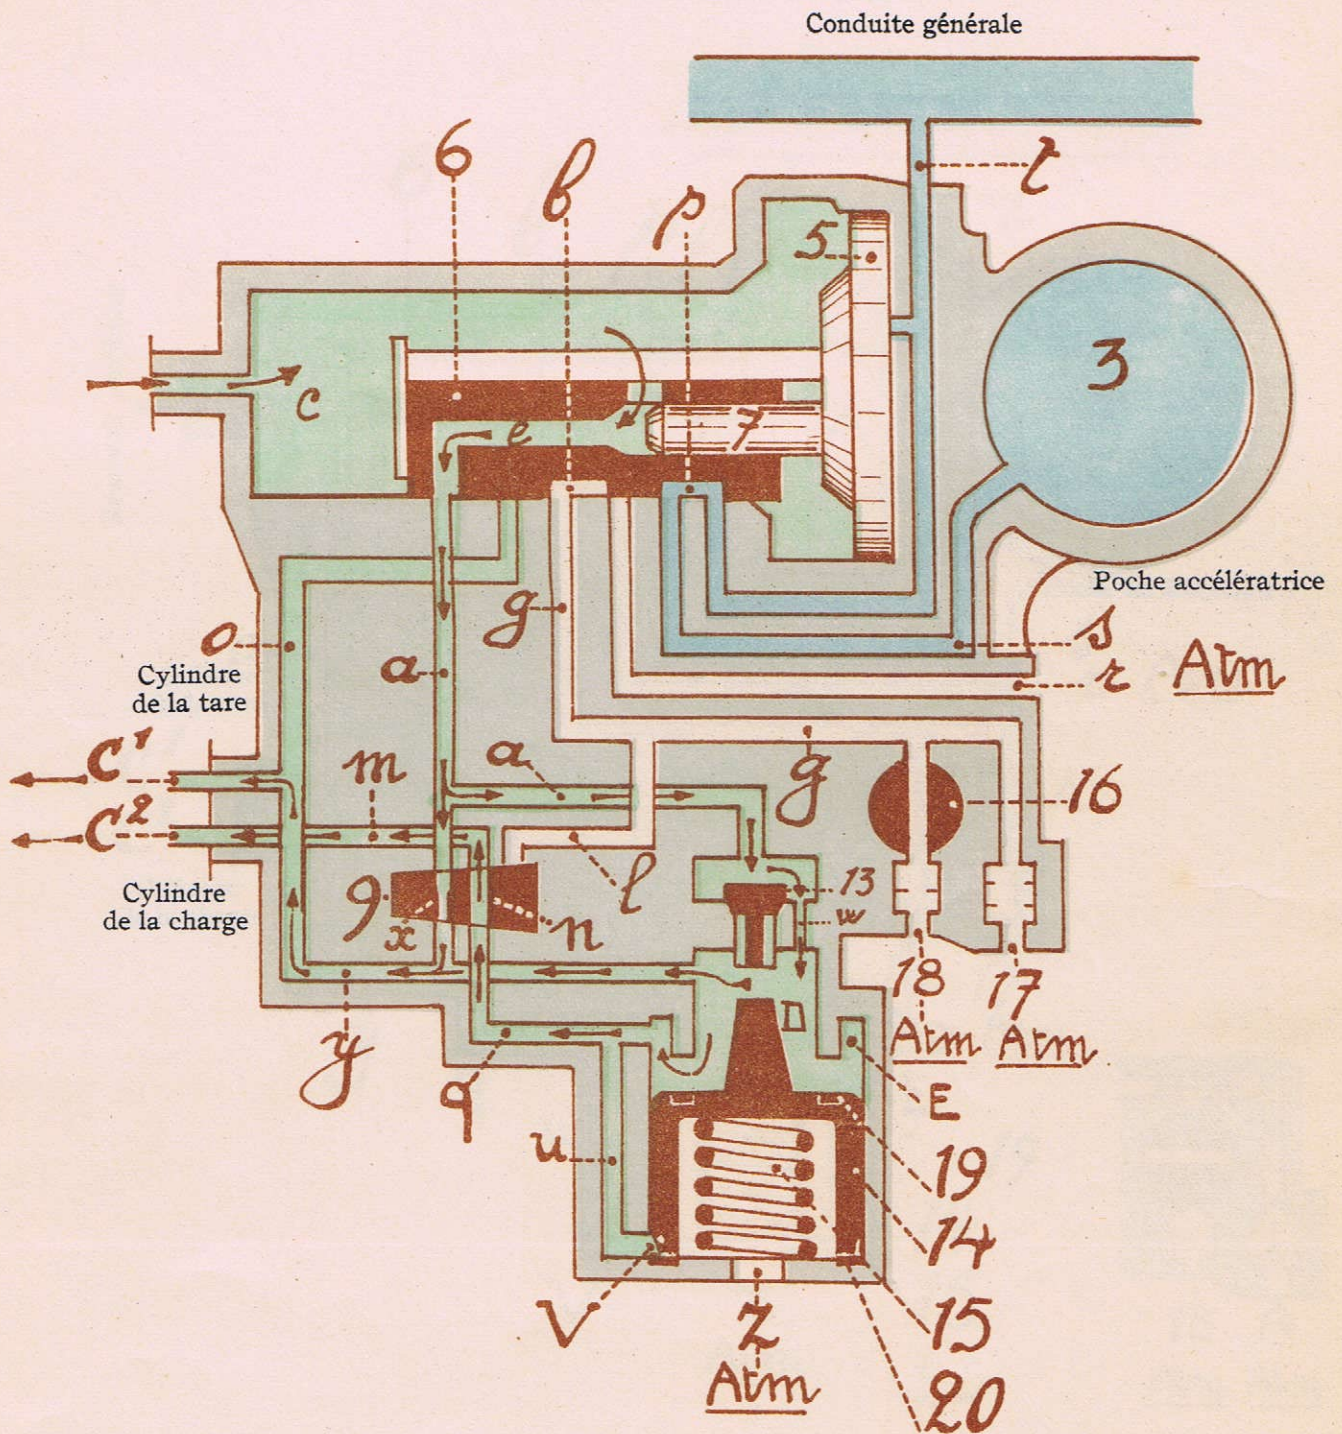 Conduite générale
6
b
p
t
5
3
c
e
7
Poche accélératrice
g
s
o
a
r
Atm
Cylindre
de la tare
C1
m
a
g
16
C2
l
Cylindre
de la charge
9
x
n
13
w
18
17
D
Atm
Atm
y
q
E
u
19
14
V
Z
15
Atm
20